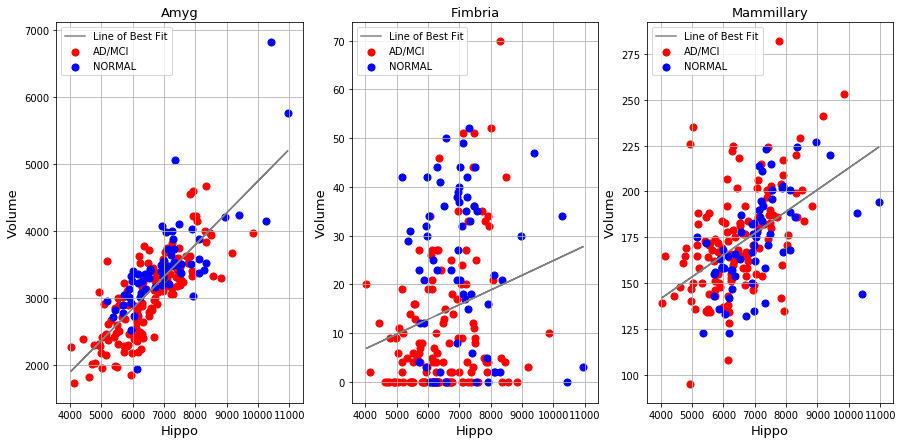 Amyg
Line of Best Fit
AD/MCI
NORMAL
7000
6000
5000
4000
3000
2000
Volume
4000 5000 6000 7000 8000 9000 10000 11000
Hippo
Fimbria
Line of Best Fit
AD/MCI
NORMAL
70
60
50
40
30
20
10
0
Volume
4000 5000 6000 7000 8000 9000 10000 11000
Hippo
Mammillary
Line of Best Fit
AD/MCI
NORMAL
275
250
225
200
175
150
125
100
Volume
4000 5000 6000 7000 8000 9000 10000 11000
Hippo